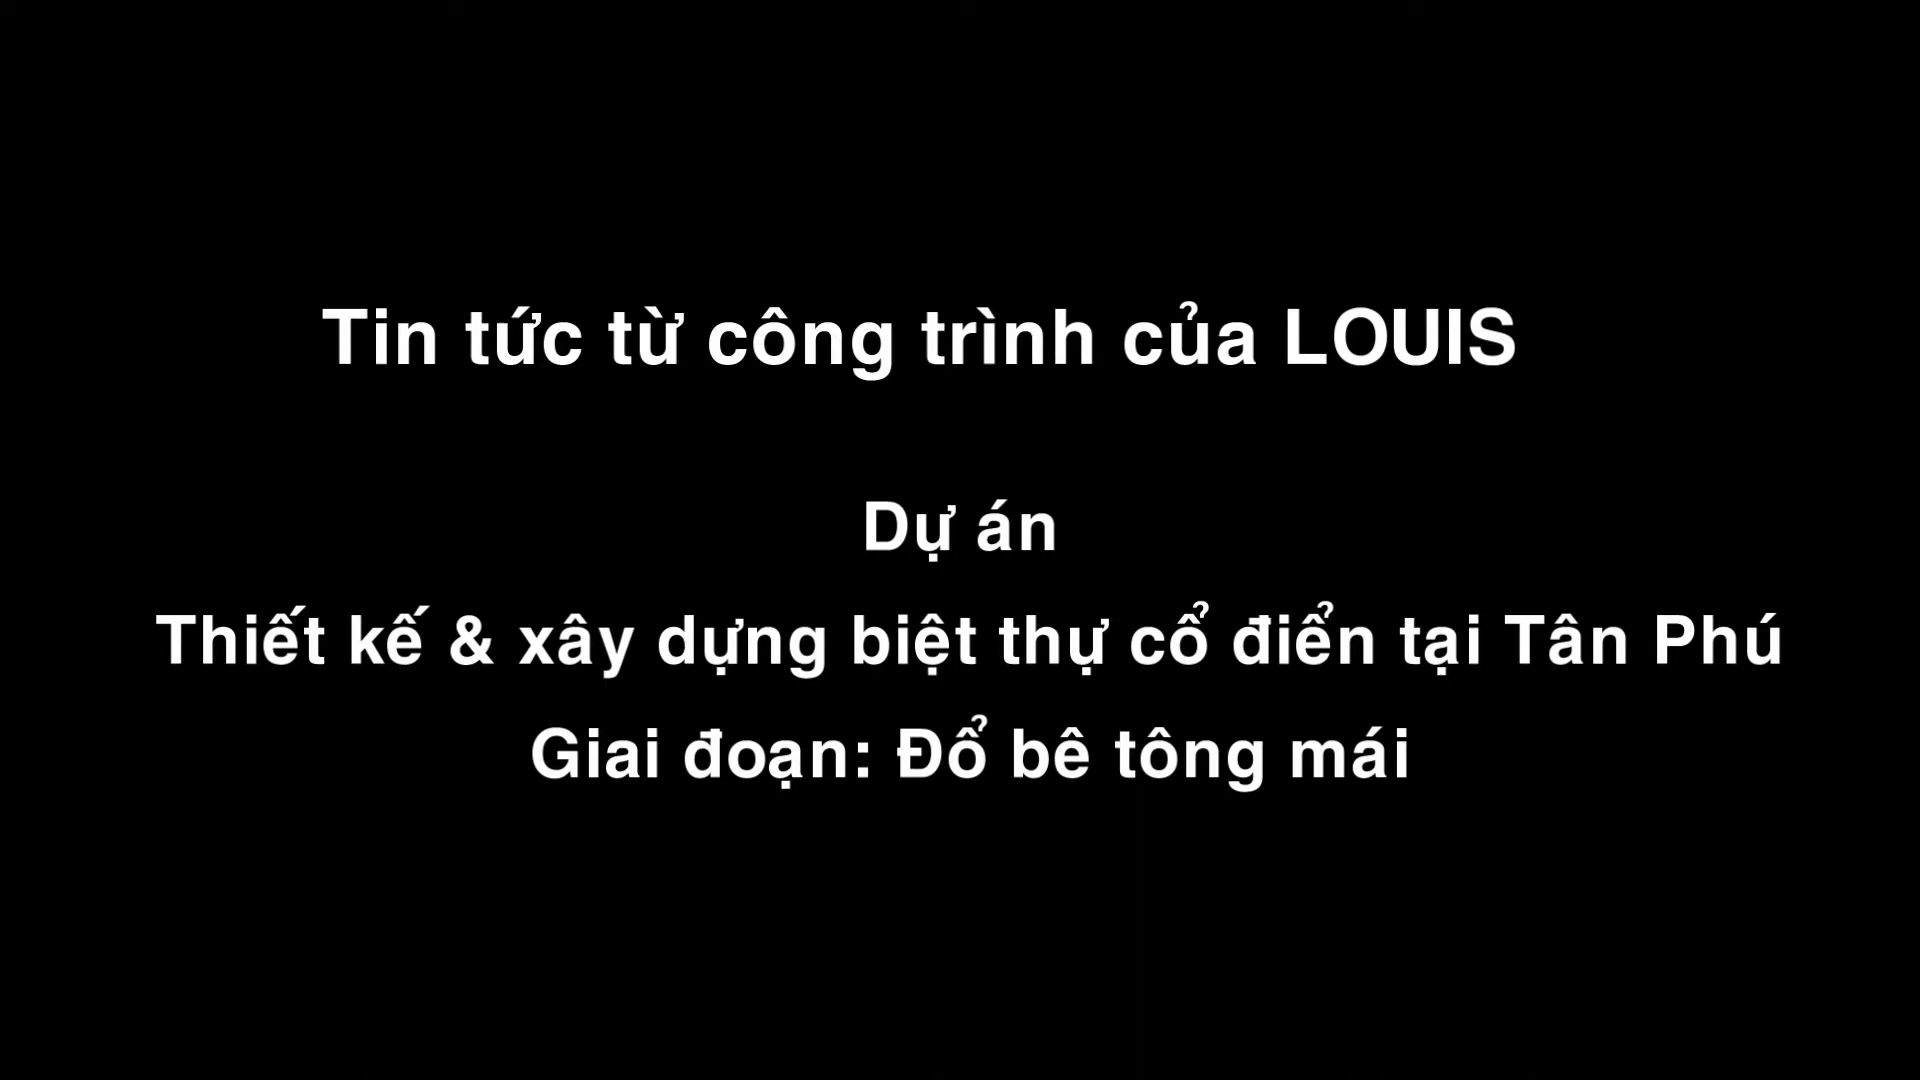 Tin tức từ công trình của LOUIS
Dự án
Thiết kế & xây dựng biệt thự cổ điển tại Tân Phú
Giai đoạn: Đổ bê tông mái